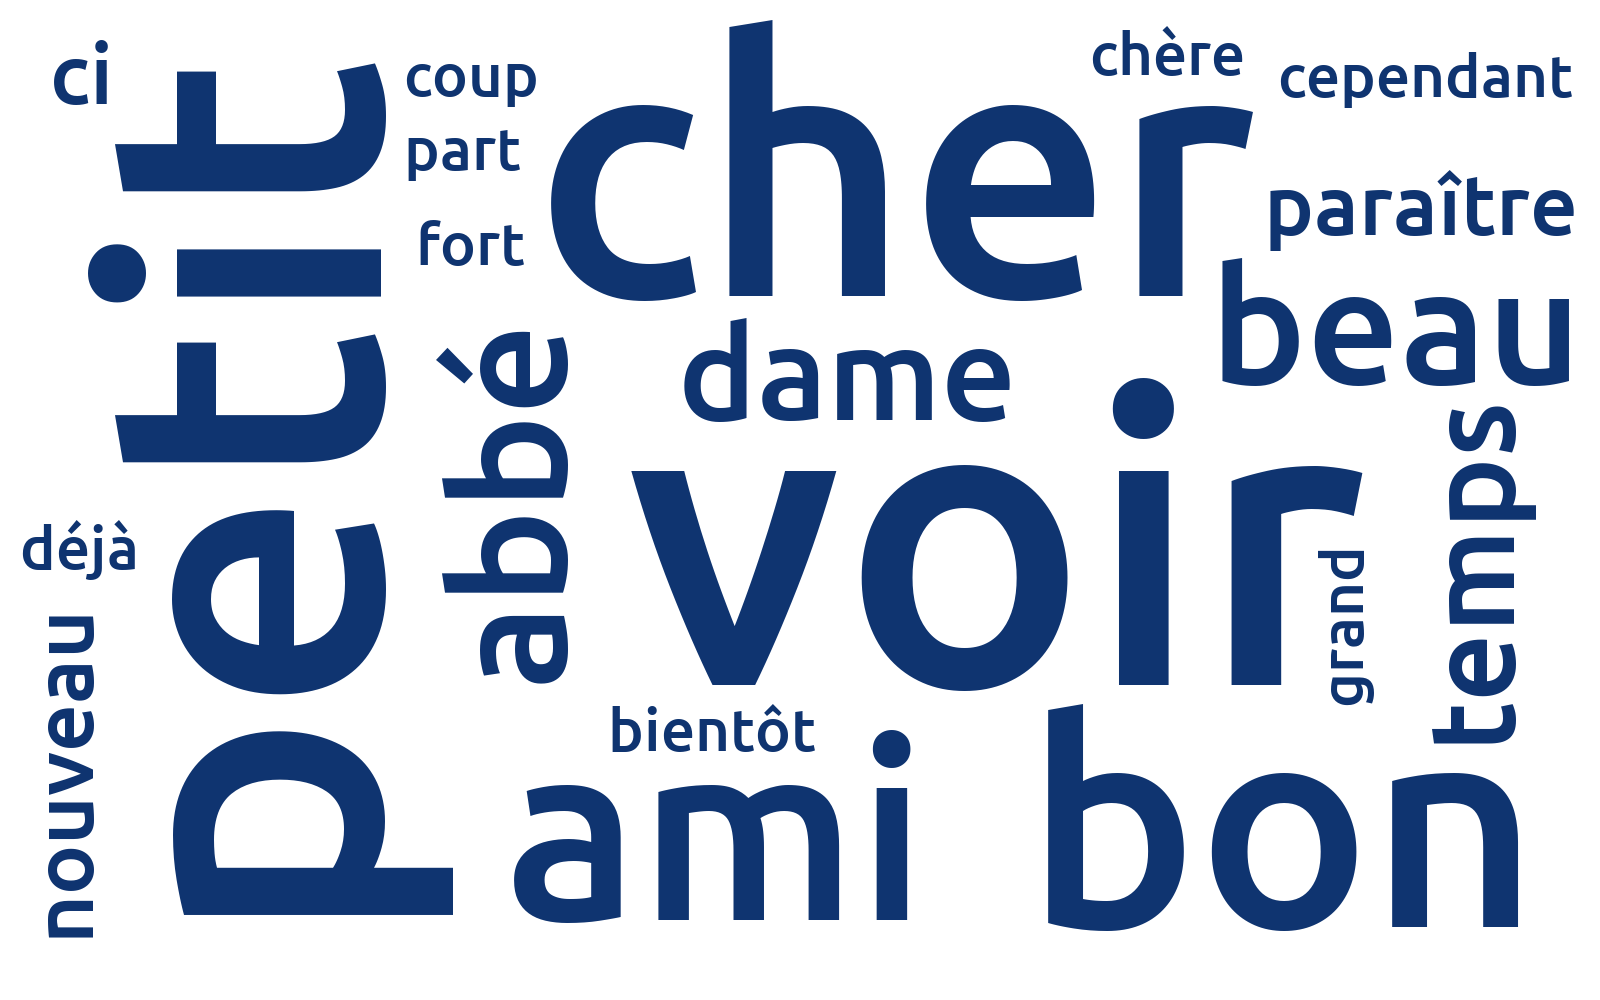 ci
coup
cher
chère
cependant
part
paraître
fort
petit
beau
dame
abbé
voir
temps
déjà
grand
nouveau
bientôt
ami
bon